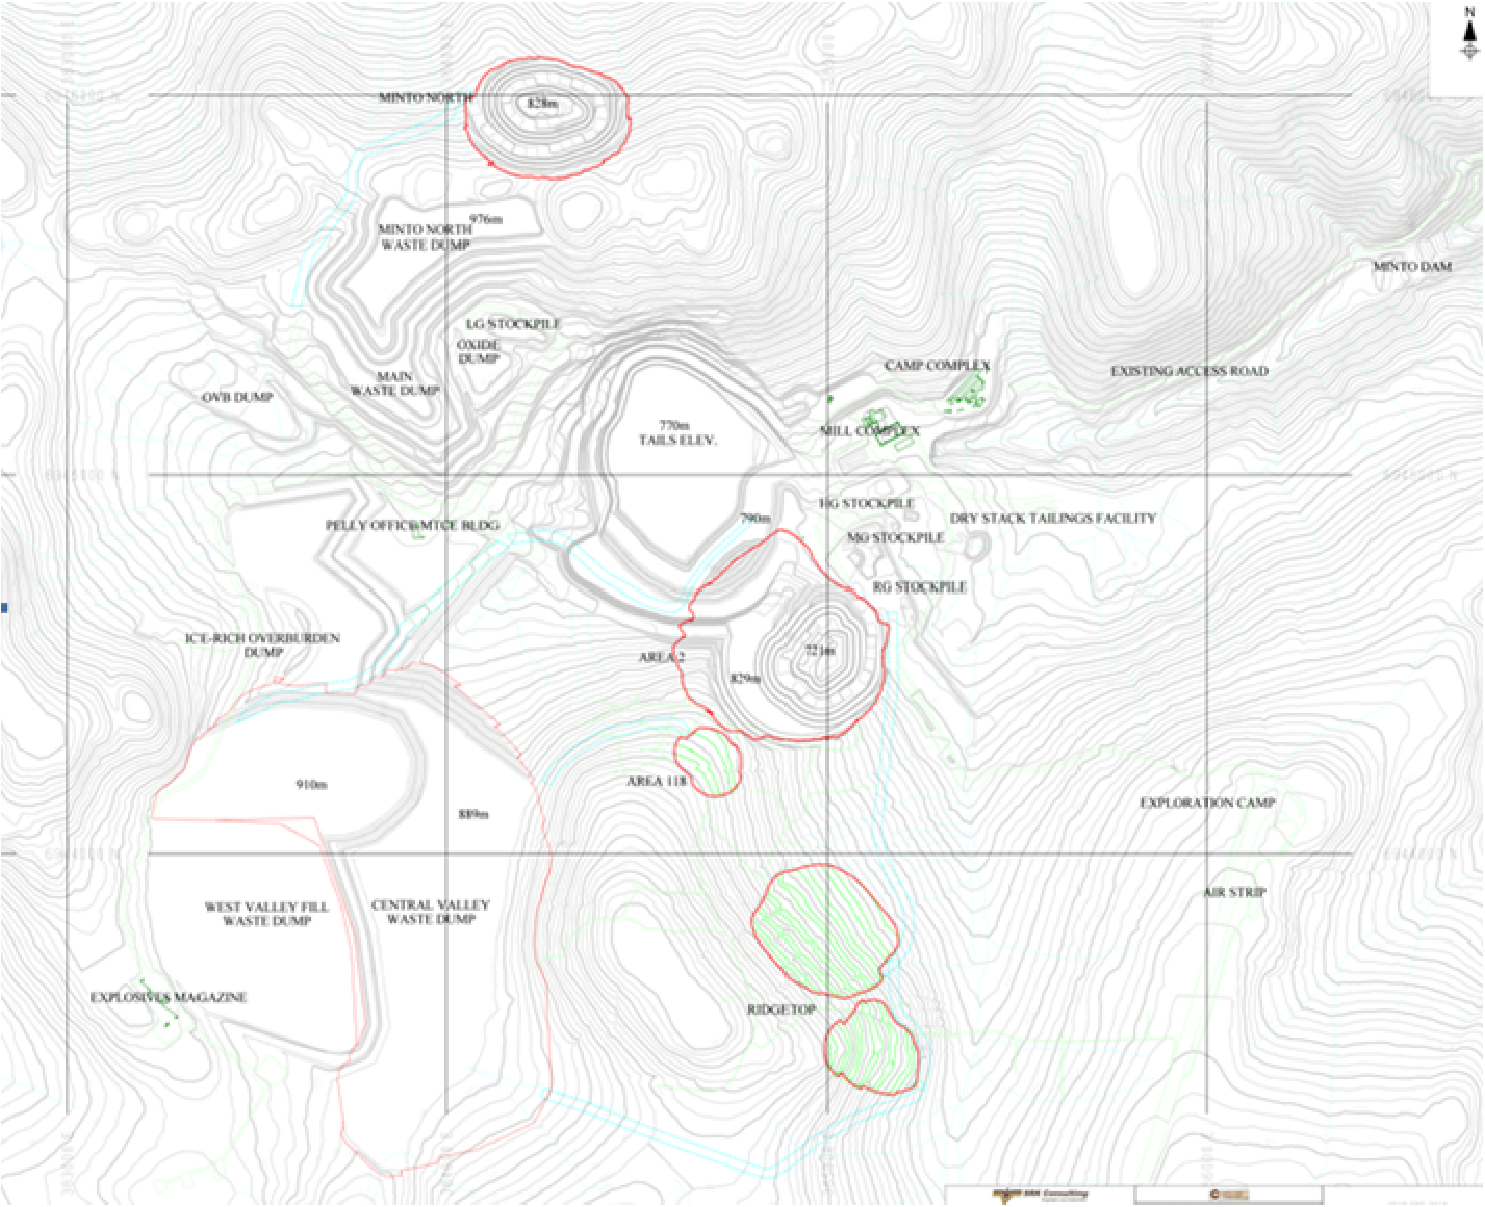 N
MINTO NORTH
828m
976m
MINTO NORTH
WASTE DUMP
MINTO DAM
LG STOCKPILE
OXIDE
DUMP
CAMP COMPLEX
EXISTING ACCESS ROAD
MAIN
WASTE DUMP
OVB DUMP
770m
TAILS ELEV.
MILL COMPLEX
HG STOCKPILE
790m
DRY STACK TAILINGS FACILITY
PELLY OFFICE/MTCE BLDG
MG STOCKPILE
RG STOCKPILE
ICE-RICH OVERBURDEN
DUMP
AREA 2
721m
829m
AREA 118
910m
889m
EXPLORATION CAMP
AIR STRIP
WEST VALLEY FILL
WASTE DUMP
CENTRAL VALLEY
WASTE DUMP
EXPLOSIVES MAGAZINE
RIDGETOP
SRK Consulting